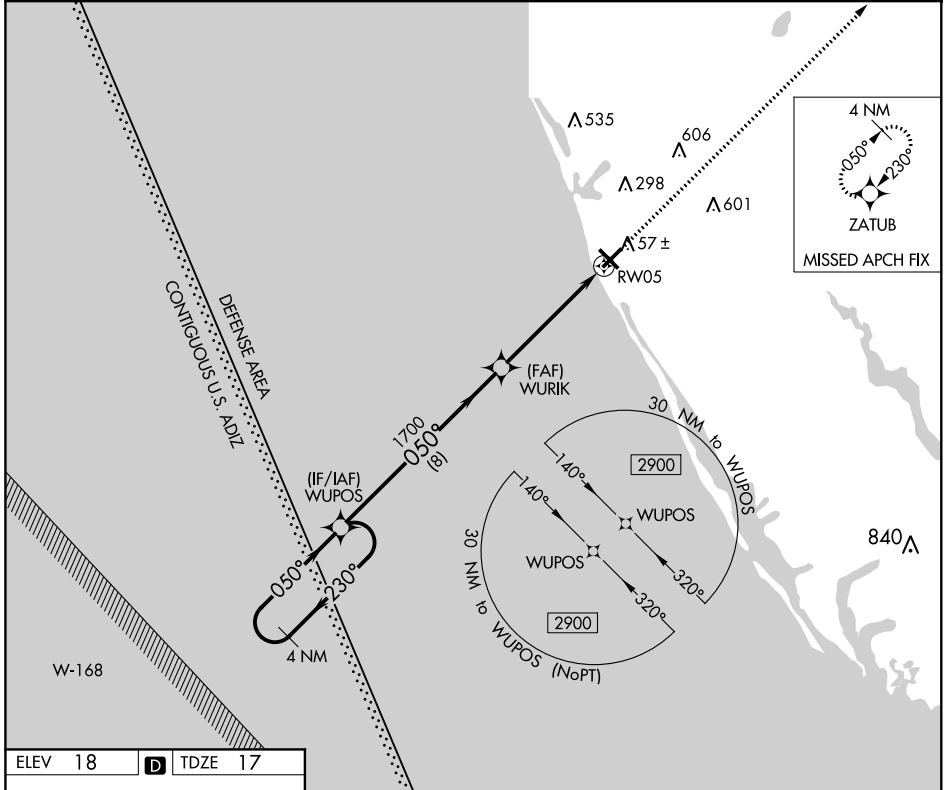 535
606
298
601
57 ±
RW05
4 NM
050°
230°
ZATUB
MISSED APCH FIX
DEFENSE AREA
CONTIGUOUS U.S. ADIZ
(FAF)
WURIK
1700
050°
(8)
(IF/IAF)
WUPOS
050°
230°
4 NM
30 NM to WUPOS
2900
140°
WUPOS
320°
140°
WUPOS
320°
2900
30 NM to WUPOS (NoPT)
840
W-168
ELEV 18 D TDZE 17